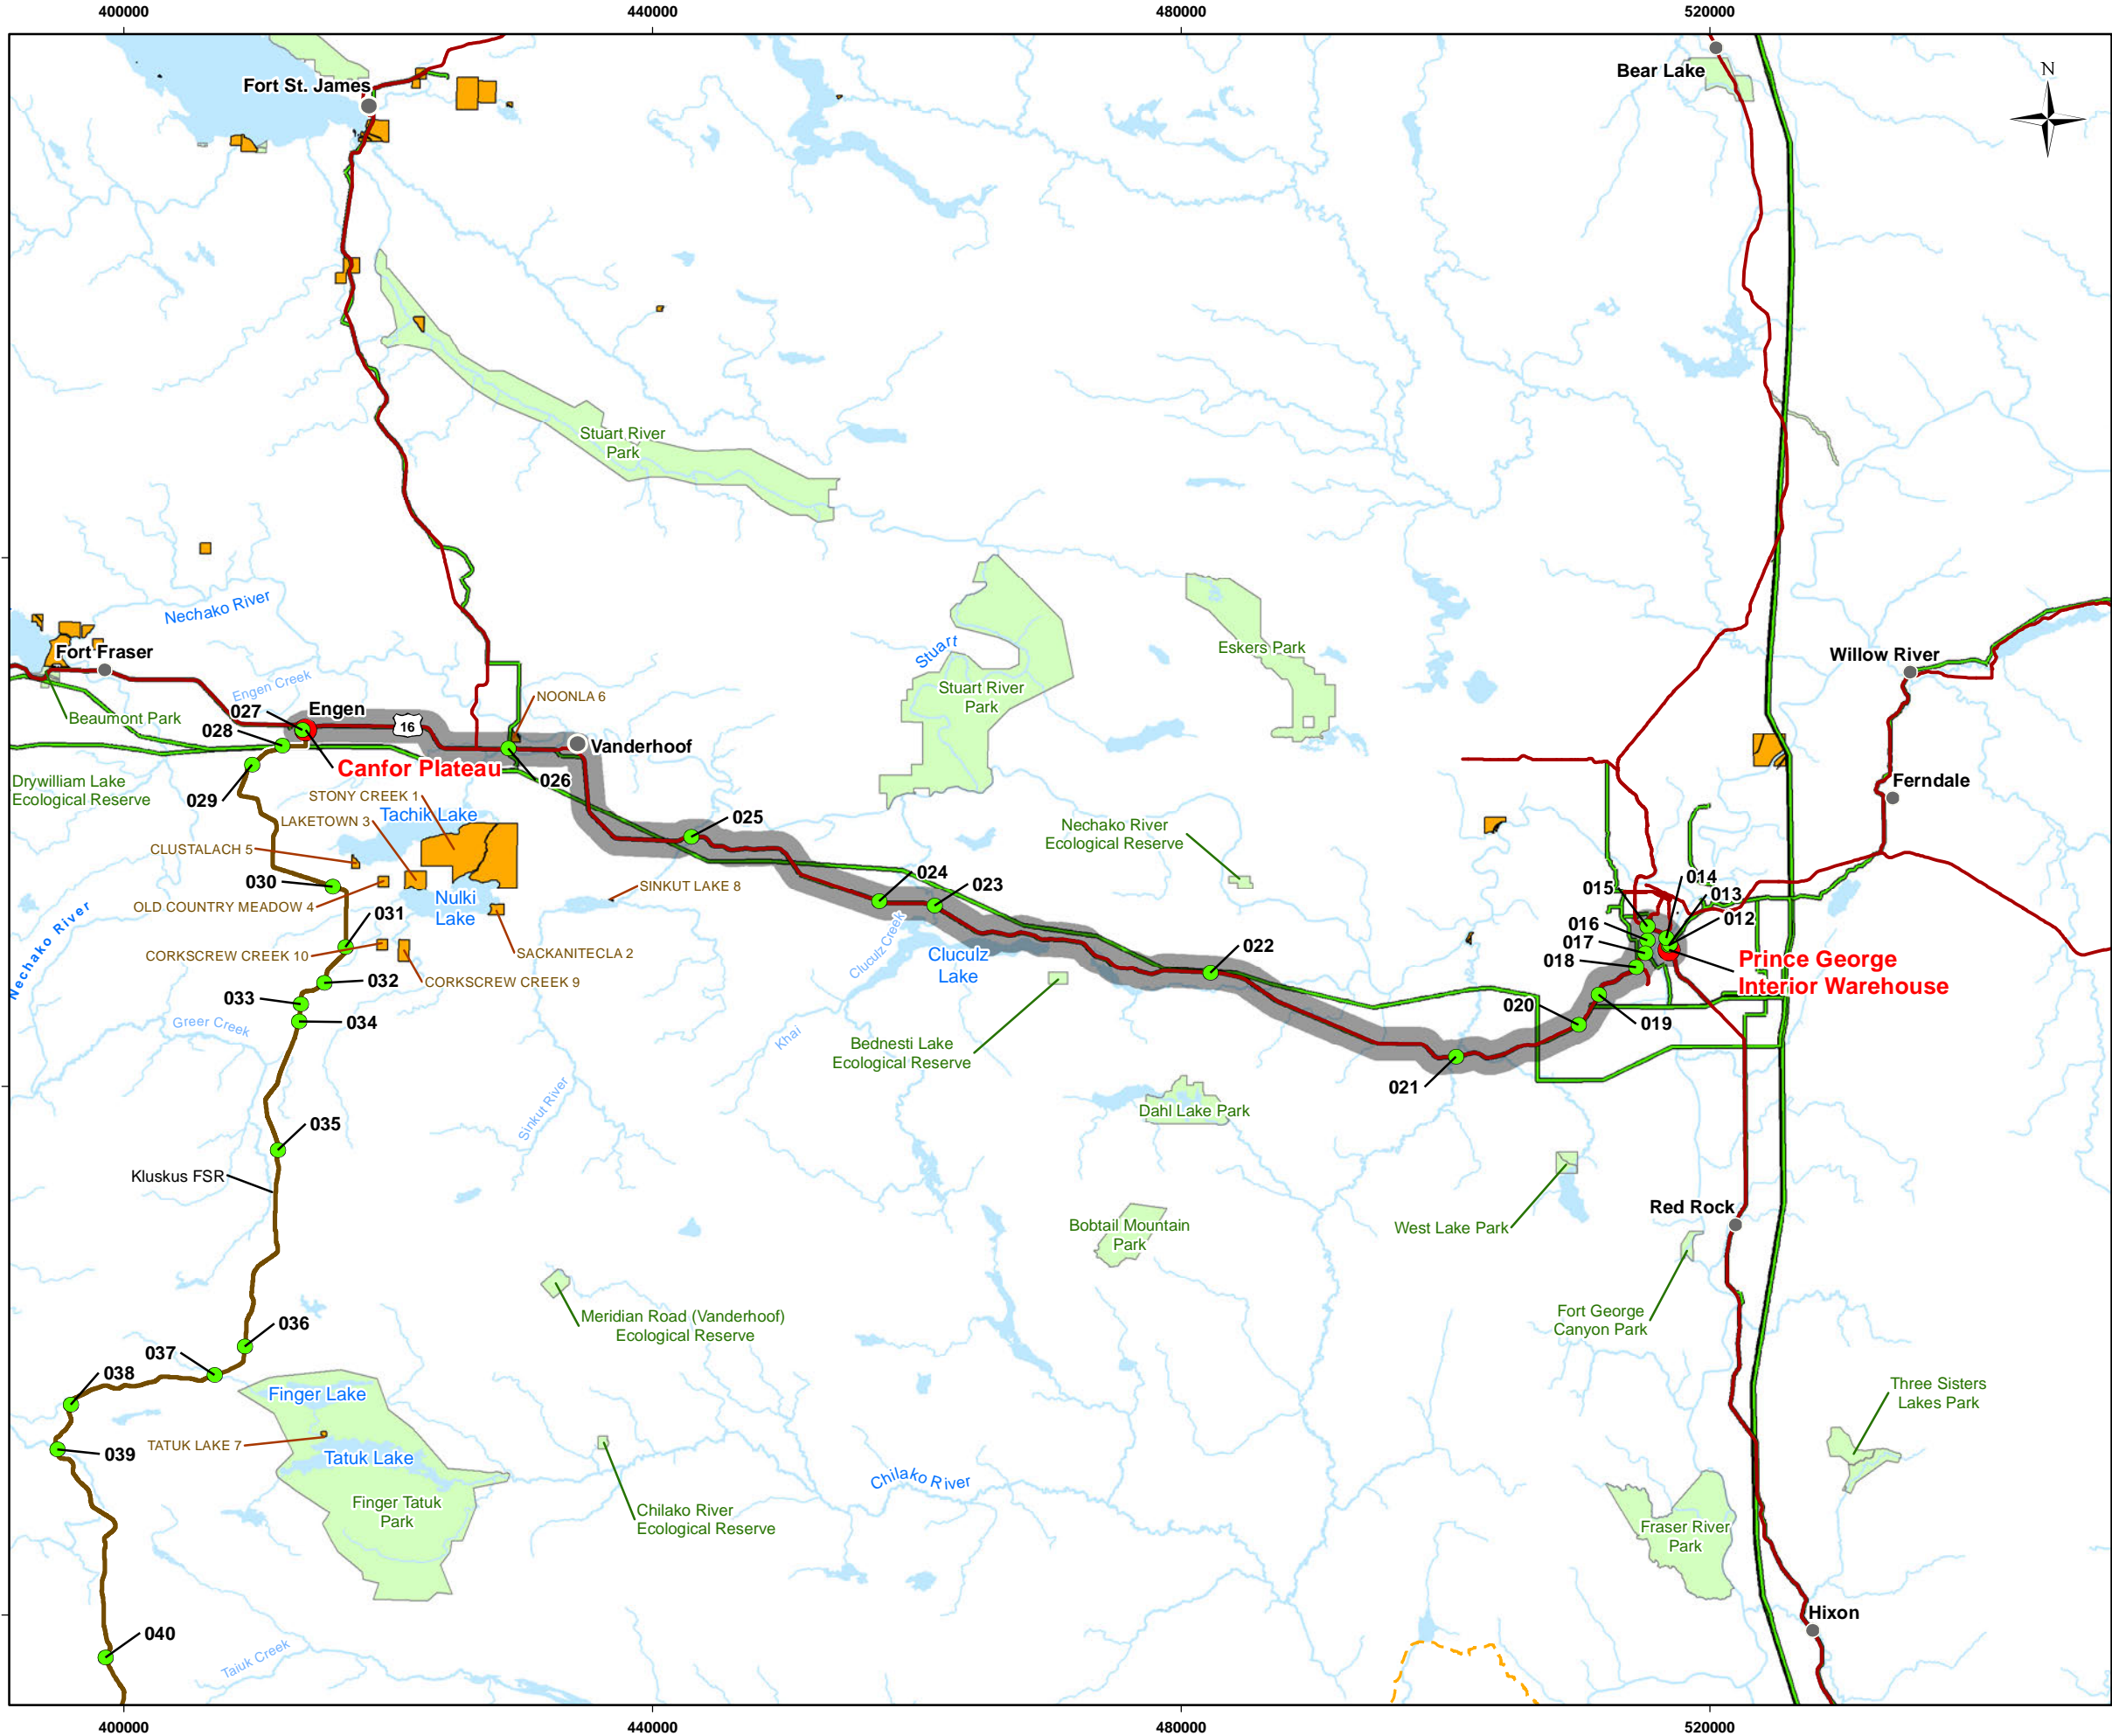 400000
440000
480000
520000
Fort St. James
Bear Lake
N
Stuart River
Park
Nechako River
Fort Fraser
Stuart
Eskers Park
Willow River
Engen Creek
Stuart River
Park
NOONLA 6
Beaumont Park
027
Engen
16
028
Vanderhoof
Canfor Plateau
026
Drywilliam Lake
Ecological Reserve
029
STONY CREEK 1
Tachik Lake
Ferndale
LAKETOWN 3
025
Nechako River
Ecological Reserve
CLUSTALACH 5
030
024
023
SINKUT LAKE 8
014
015
013
OLD COUNTRY MEADOW 4
Nulki
Lake
031
012
016
017
018
Nechako River
CORKSCREW CREEK 10
SACKANITECLA 2
Cluculz Creek
Cluculz
Lake
022
Prince George
Interior Warehouse
032
CORKSCREW CREEK 9
033
034
Greer Creek
020
019
Khai
Bednesti Lake
Ecological Reserve
021
Sinkut River
Dahl Lake Park
035
Kluskus FSR
Bobtail Mountain
Park
West Lake Park
Red Rock
Meridian Road (Vanderhoof)
Ecological Reserve
Fort George
Canyon Park
036
037
038
Finger Lake
Three Sisters
Lakes Park
TATUK LAKE 7
039
Tatuk Lake
Chilako River
Finger Tatuk
Park
Chilako River
Ecological Reserve
Fraser River
Park
Hixon
040
Taiuk Creek
400000
440000
480000
520000